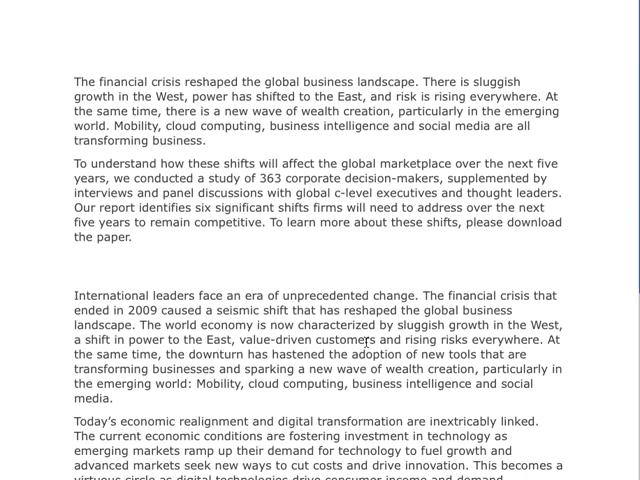 The financial crisis reshaped the global business landscape. There is sluggish
growth in the West, power has shifted to the East, and risk is rising everywhere. At
the same time, there is a new wave of wealth creation, particularly in the emerging
world. Mobility, cloud computing, business intelligence and social media are all
transforming business.
To understand how these shifts will affect the global marketplace over the next five
years, we conducted a study of 363 corporate decision-makers, supplemented by
interviews and panel discussions with global c-level executives and thought leaders.
Our report identifies six significant shifts firms will need to address over the next
five years to remain competitive. To learn more about these shifts, please download
the paper.
International leaders face an era of unprecedented change. The financial crisis that
ended in 2009 caused a seismic shift that has reshaped the global business
landscape. The world economy is now characterized by sluggish growth in the West,
a shift in power to the East, value-driven customers and rising risks everywhere. At
the same time, the downturn has hastened the adoption of new tools that are
transforming businesses and sparking a new wave of wealth creation, particularly in
the emerging world: Mobility, cloud computing, business intelligence and social
media.
Today’s economic realignment and digital transformation are inextricably linked.
The current economic conditions are fostering investment in technology as
emerging markets ramp up their demand for technology to fuel growth and
advanced markets seek new ways to cut costs and drive innovation. This becomes a
virtuous circle as digital technologies drive consumer income and demand